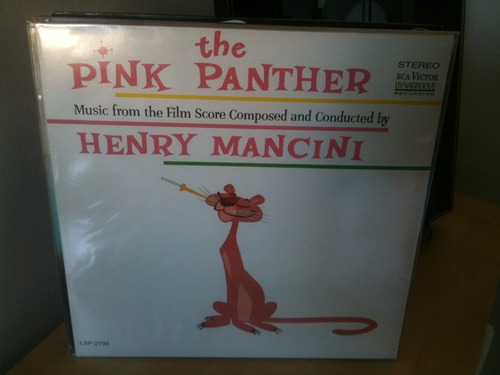 the
PINK PANTHER
STEREO
RCA VICTOR
DYNAGROOVE
Music from the Film Score Composed and Conducted by
HENRY MANCINI
LSP-2795